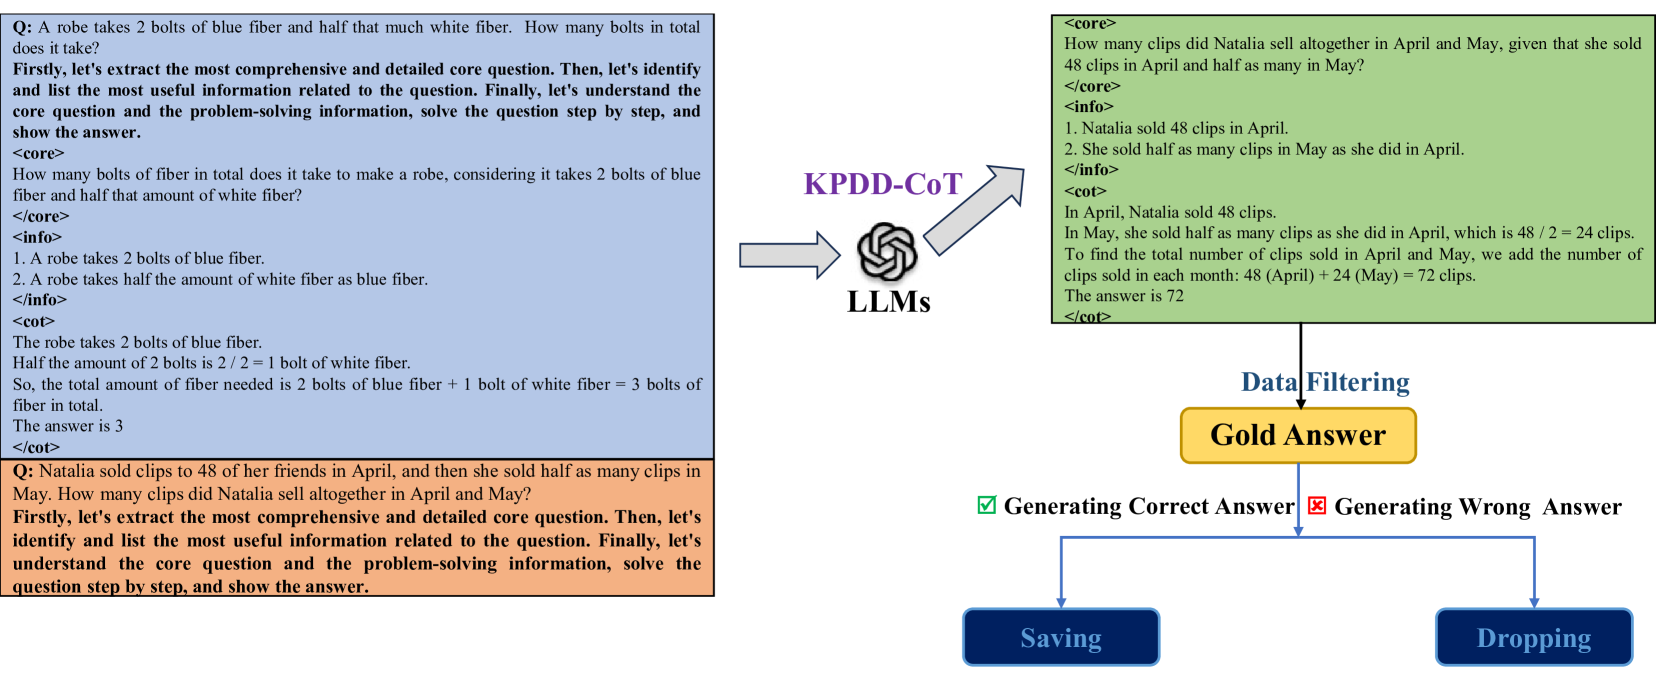 Q: A robe takes 2 bolts of blue fiber and half that much white fiber. How many bolts in total
does it take?
Firstly, let's extract the most comprehensive and detailed core question. Then, let's identify
and list the most useful information related to the question. Finally, let's understand the
core question and the problem-solving information, solve the question step by step, and
show the answer.
<core>
How many bolts of fiber in total does it take to make a robe, considering it takes 2 bolts of blue
fiber and half that amount of white fiber?
</core>
<info>
1. A robe takes 2 bolts of blue fiber.
2. A robe takes half the amount of white fiber as blue fiber.
</info>
<cot>
The robe takes 2 bolts of blue fiber.
Half the amount of 2 bolts is 2 / 2 = 1 bolt of white fiber.
So, the total amount of fiber needed is 2 bolts of blue fiber + 1 bolt of white fiber = 3 bolts of
fiber in total.
The answer is 3
</cot>
Q: Natalia sold clips to 48 of her friends in April, and then she sold half as many clips in
May. How many clips did Natalia sell altogether in April and May?
Firstly, let's extract the most comprehensive and detailed core question. Then, let's
identify and list the most useful information related to the question. Finally, let's
understand the core question and the problem-solving information, solve the
question step by step, and show the answer.
KPDD-CoT
LLMs
<core>
How many clips did Natalia sell altogether in April and May, given that she sold
48 clips in April and half as many in May?
</core>
<info>
1. Natalia sold 48 clips in April.
2. She sold half as many clips in May as she did in April.
</info>
<cot>
In April, Natalia sold 48 clips.
In May, she sold half as many clips as she did in April, which is 48 / 2 = 24 clips.
To find the total number of clips sold in April and May, we add the number of
clips sold in each month: 48 (April) + 24 (May) = 72 clips.
The answer is 72
</cot>
Data Filtering
Gold Answer
Generating Correct Answer
Generating Wrong Answer
Saving
Dropping